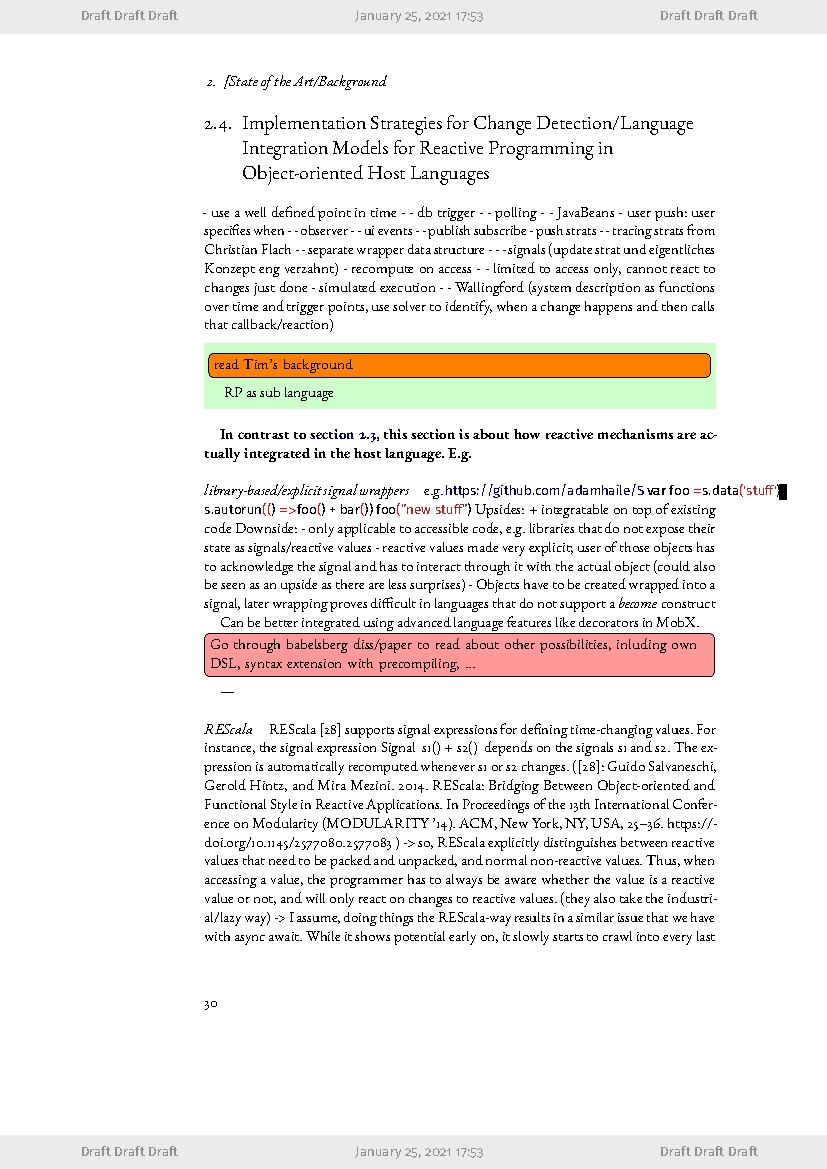 Draft Draft Draft January 25, 2021 17:53 Draft Draft Draft
2. [State of the Art/Background
2.4. Implementation Strategies for Change Detection/Language
Integration Models for Reactive Programming in
Object-oriented Host Languages
- use a well defined point in time - - db trigger - - polling - - JavaBeans - user push: user
specifies when - - observer - - ui events - - publish subscribe - push strats - - tracing strats from
Christian Flach - - separate wrapper data structure - - - signals (update strat und eigentliches
Konzept eng verzahnt) - recompute on access - - limited to access only, cannot react to
changes just done - simulated execution - - Wallingford (system description as functions
over time and trigger points, use solver to identify, when a change happens and then calls
that callback/reaction)
read Tim's background
RP as sub language
In contrast to section 2.3, this section is about how reactive mechanisms are ac-
tually integrated in the host language. E.g.
library-based/explicit signal wrappers e.g. https://github.com/adamhaile/S var foo =s.data('stuff')
s.autorun(() =>foo() + bar()) foo("new stuff") Upsides: + integratable on top of existing
code Downside: - only applicable to accessible code, e.g. libraries that do not expose their
state as signals/reactive values - reactive values made very explicit; user of those objects has
to acknowledge the signal and has to interact through it with the actual object (could also
be seen as an upside as there are less surprises) - Objects have to be created wrapped into a
signal, later wrapping proves difficult in languages that do not support a become construct
Can be better integrated using advanced language features like decorators in MobX.
Go through babelsberg diss/paper to read about other possibilities, inluding own
DSL, syntax extension with precompiling, ...
—
REScala REScala [28] supports signal expressions for defining time-changing values. For
instance, the signal expression Signal s1() + s2() depends on the signals s1 and s2. The ex-
pression is automatically recomputed whenever s1 or s2 changes. ([28]: Guido Salvaneschi,
Gerold Hintz, and Mira Mezini. 2014. REScala: Bridging Between Object-oriented and
Functional Style in Reactive Applications. In Proceedings of the 13th International Confer-
ence on Modularity (MODULARITY '14). ACM, New York, NY, USA, 25–36. https://-
doi.org/10.1145/2577080.2577083 ) -> so, REScala explicitly distinguishes between reactive
values that need to be packed and unpacked, and normal non-reactive values. Thus, when
accessing a value, the programmer has to always be aware whether the value is a reactive
value or not, and will only react on changes to reactive values. (they also take the industri-
al/lazy way) -> I assume, doing things the REScala-way results in a similar issue that we have
with async await. While it shows potential early on, it slowly starts to crawl into every last
30
Draft Draft Draft January 25, 2021 17:53 Draft Draft Draft